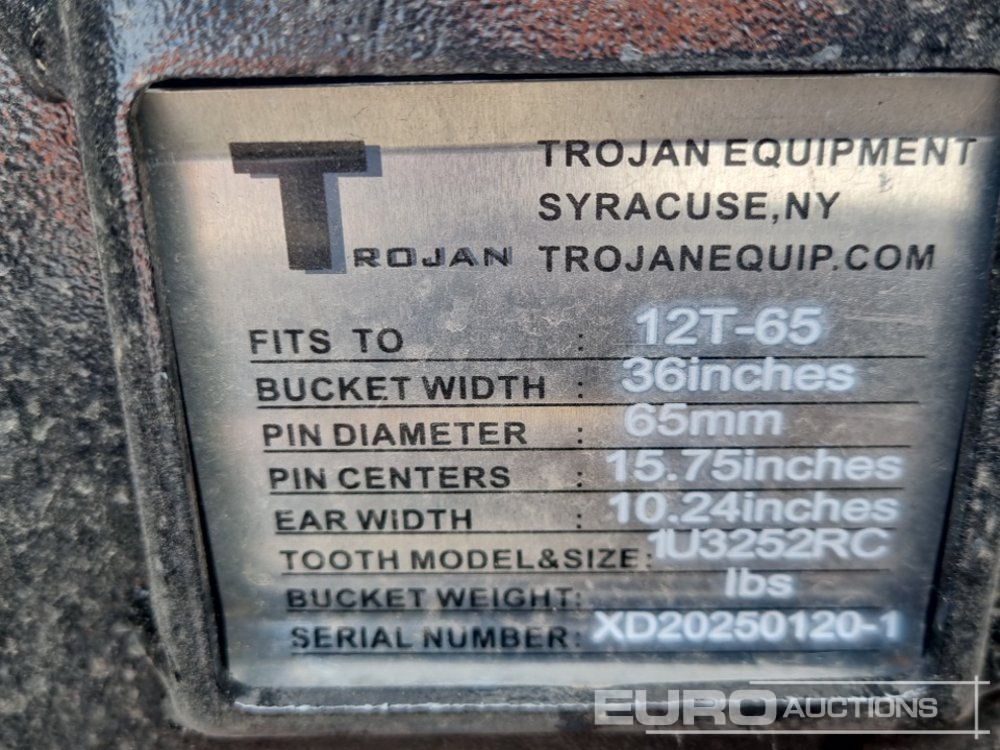 TROJAN
TROJAN EQUIPMENT
SYRACUSE,NY
TROJANEQUIP.COM
FITS TO : 12T-65
BUCKET WIDTH : 36inches
PIN DIAMETER : 65mm
PIN CENTERS : 15.75inches
EAR WIDTH : 10.24inches
TOOTH MODEL&SIZE: 1U3252RC
BUCKET WEIGHT: lbs
SERIAL NUMBER: XD20250120-1
EURO AUCTIONS